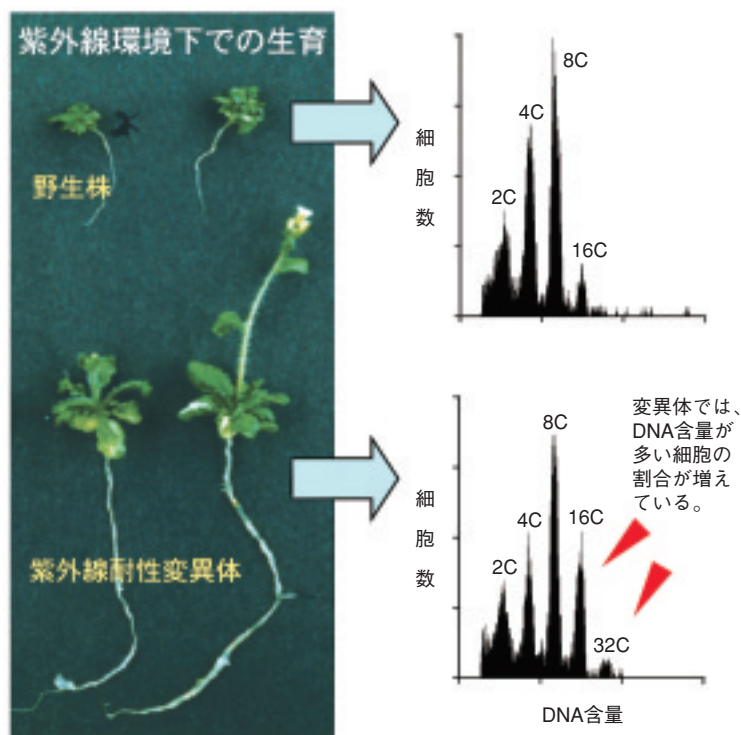 紫外線環境下での生育
野生株
紫外線耐性変異体
細胞数
2C
4C
8C
16C
細胞数
2C
4C
8C
16C
32C
変異体では、
DNA含量が
多い細胞の
割合が増え
ている。
DNA含量